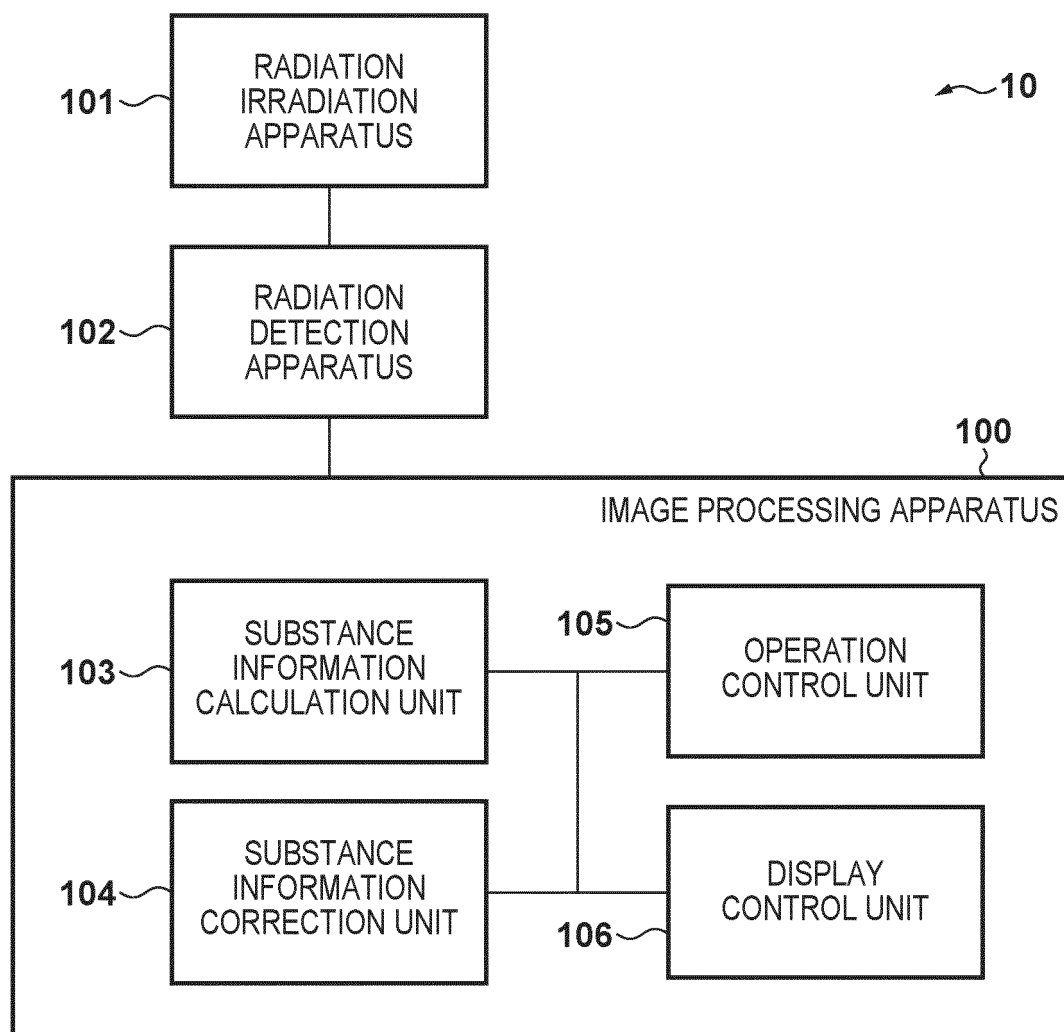 RADIATION
IRRADIATION
APPARATUS
101
10
RADIATION
DETECTION
APPARATUS
102
100
IMAGE PROCESSING APPARATUS
SUBSTANCE
INFORMATION
CALCULATION UNIT
103
105
OPERATION
CONTROL UNIT
SUBSTANCE
INFORMATION
CORRECTION UNIT
104
DISPLAY
CONTROL UNIT
106